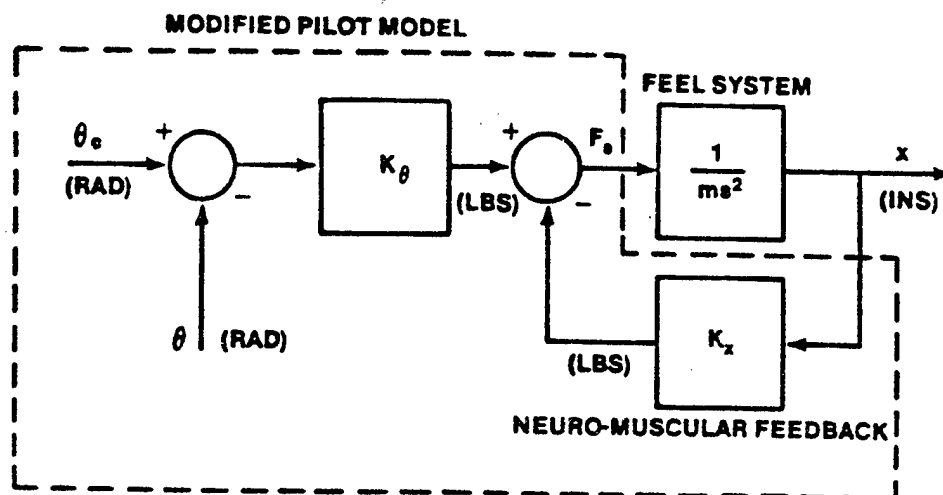 MODIFIED PILOT MODEL
FEEL SYSTEM
θc
+
(RAD)
−
Kθ
(LBS)
+
−
Fs
1
ms²
x
(INS)
θ (RAD)
(LBS)
Kx
NEURO-MUSCULAR FEEDBACK